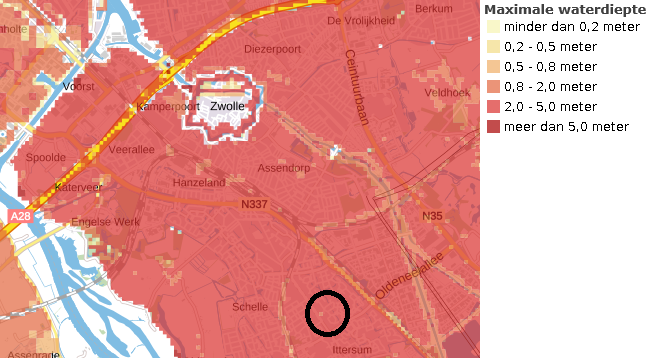 Maximale waterdiepte
minder dan 0,2 meter
0,2 - 0,5 meter
0,5 - 0,8 meter
0,8 - 2,0 meter
2,0 - 5,0 meter
meer dan 5,0 meter
Berkum
De Vrolijkheid
Diezerpoort
Ceintuurbaan
Voorst
Veldhoek
Kamperpoort
Zwolle
Veerallee
Spoolde
Assendorp
Hanzeland
Katerveer
N337
A28
N35
Engelse Werk
Oldeneelallee
Schelle
Ittersum
Assenrade